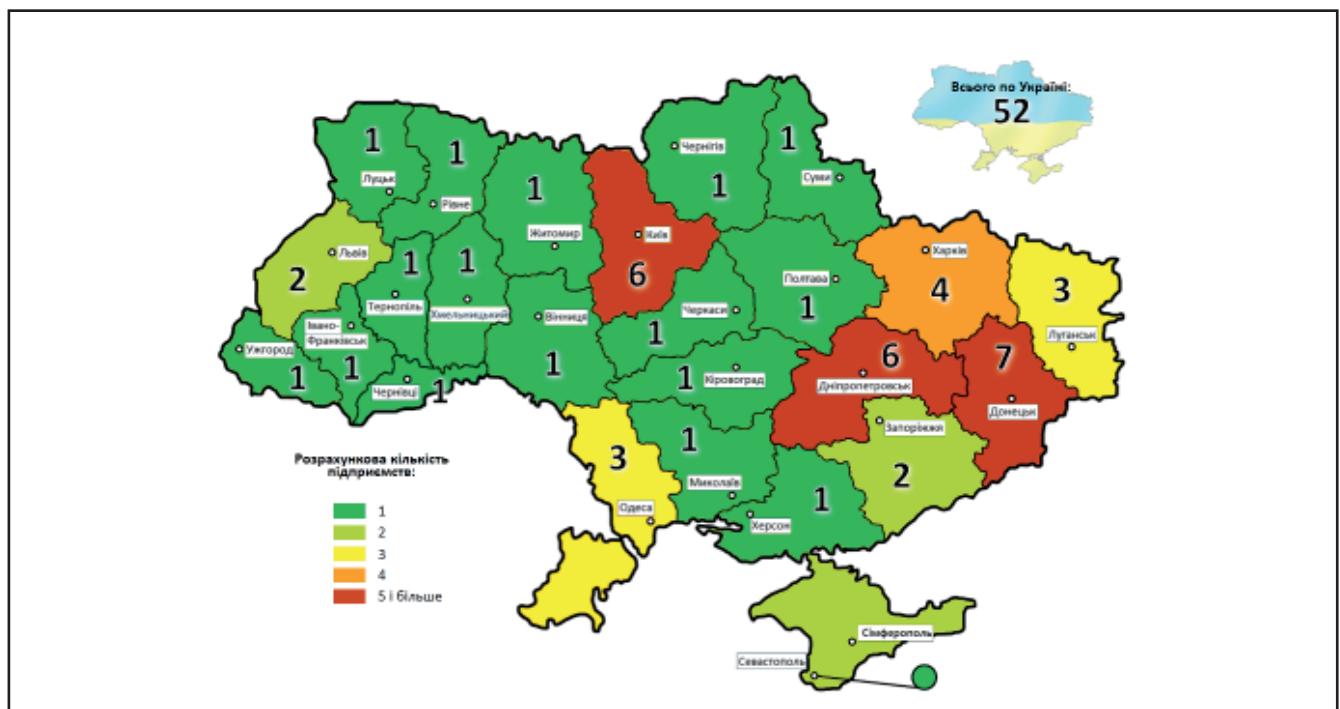 Всього по Україні:
52
1
Луцьк
1
Рівне
1
Житомир
Київ
6
Чернігів
1
1
Суми
Львів
2
1
Тернопіль
1
Хмельницький
Вінниця
1
Черкаси
1
Полтава
1
Харків
4
3
Луганськ
Ужгород
1
Івано-
Франківськ
1
Чернівці
1
1
Кіровоград
6
Дніпропетровськ
7
Донецьк
Запоріжжя
2
3
Одеса
1
Миколаїв
1
Херсон
Розрахункова кількість
підприємств:
1
2
3
4
5 і більше
Сімферополь
Севастополь